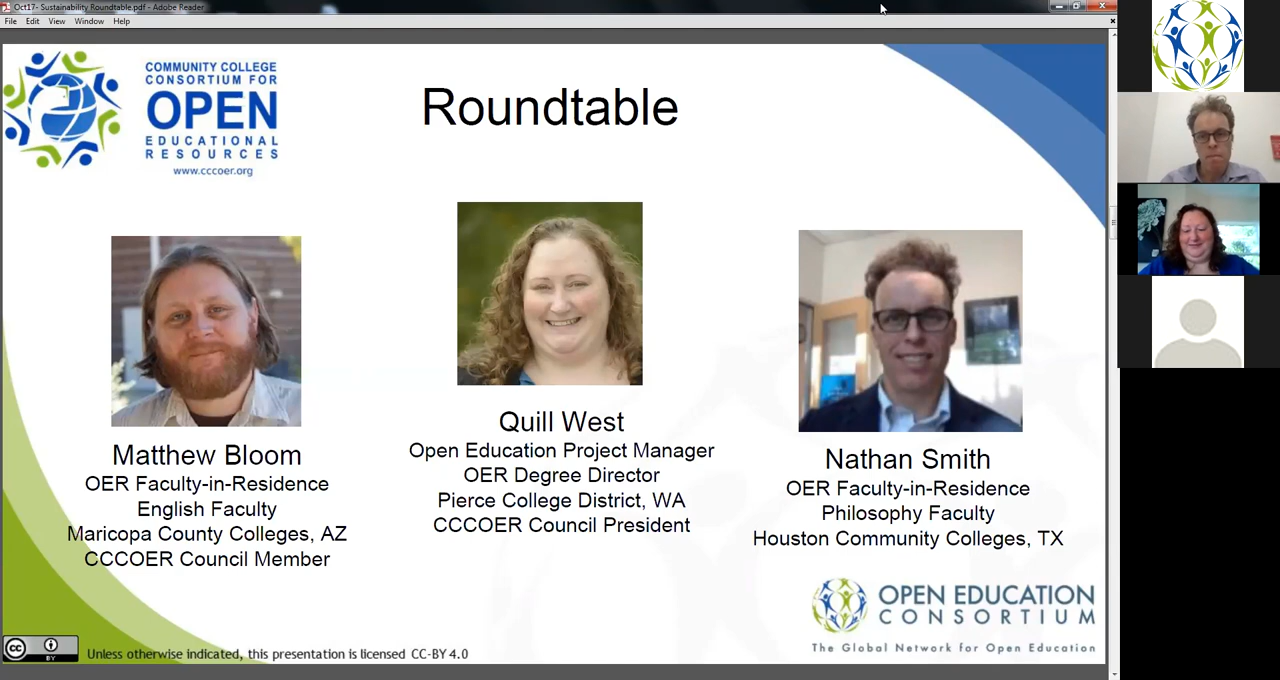 Oct17- Sustainability Roundtable.pdf - Adobe Reader
File Edit View Window Help
COMMUNITY COLLEGE
CONSORTIUM FOR
OPEN
EDUCATIONAL
RESOURCES
www.cccoer.org
Roundtable
Matthew Bloom
OER Faculty-in-Residence
English Faculty
Maricopa County Colleges, AZ
CCCOER Council Member
Quill West
Open Education Project Manager
OER Degree Director
Pierce College District, WA
CCCOER Council President
Nathan Smith
OER Faculty-in-Residence
Philosophy Faculty
Houston Community Colleges, TX
OPEN EDUCATION
CONSORTIUM
The Global Network for Open Education
cc
BY
Unless otherwise indicated, this presentation is licensed CC-BY 4.0